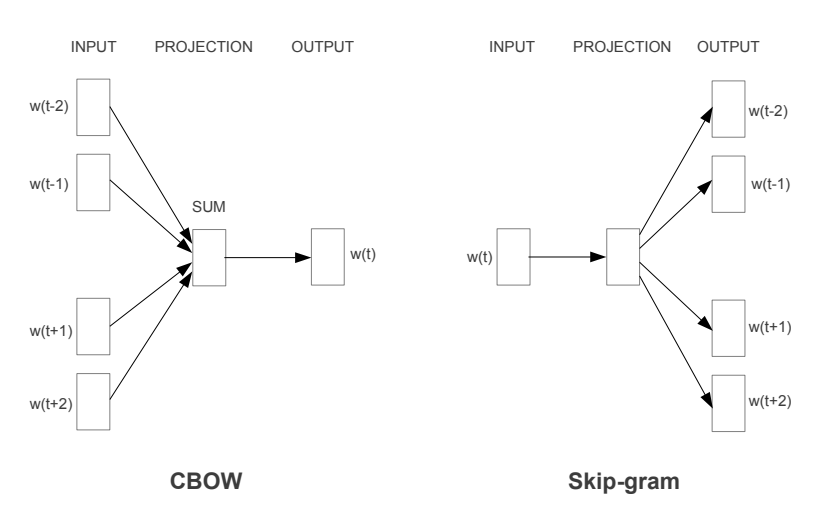 INPUT PROJECTION OUTPUT
w(t-2)
w(t-1)
SUM
w(t)
w(t+1)
w(t+2)
CBOW
INPUT PROJECTION OUTPUT
w(t-2)
w(t-1)
w(t)
w(t+1)
w(t+2)
Skip-gram